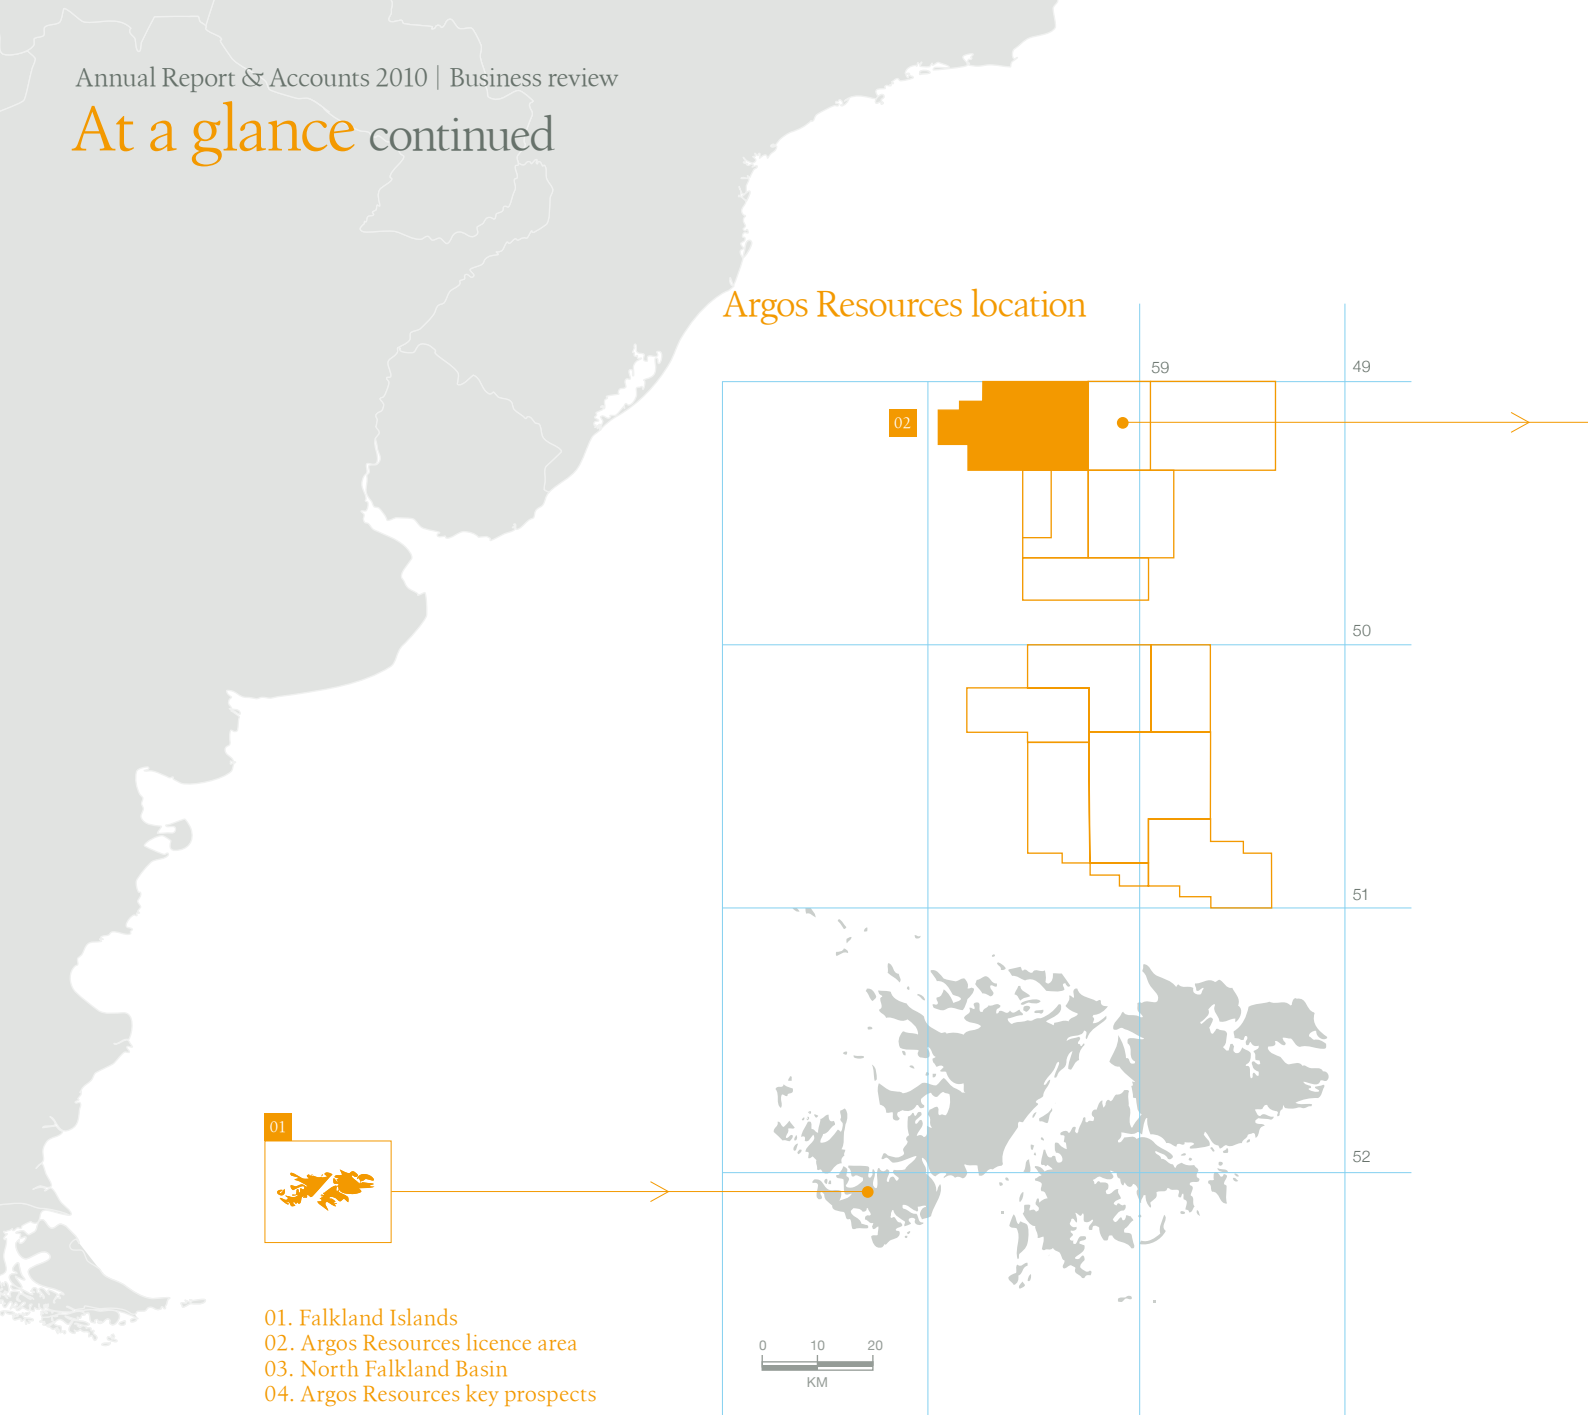 Annual Report & Accounts 2010 | Business review
At a glance continued
Argos Resources location
59
49
02
50
51
52
01
01. Falkland Islands
02. Argos Resources licence area
03. North Falkland Basin
04. Argos Resources key prospects
0 10 20
KM